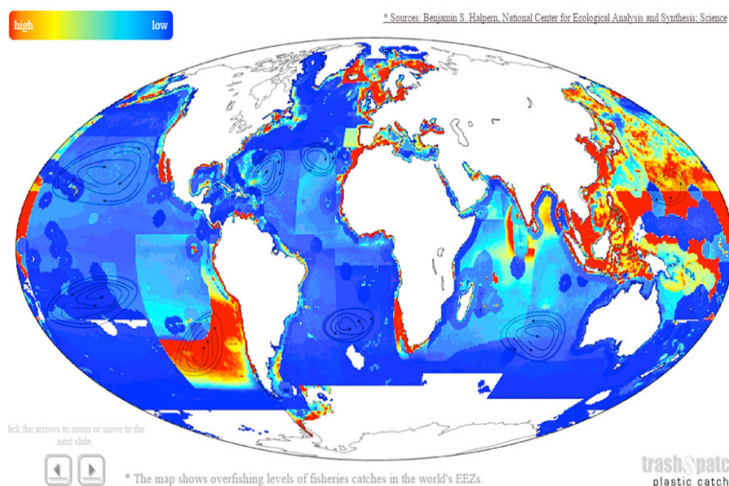 high low
* Sources: Benjamin S. Halpern, National Center for Ecological Analysis and Synthesis; Science
lick the arrows to zoom or move to the
next slide
* The map shows overfishing levels of fisheries catches in the world's EEZs.
trash&patc
plastic catch